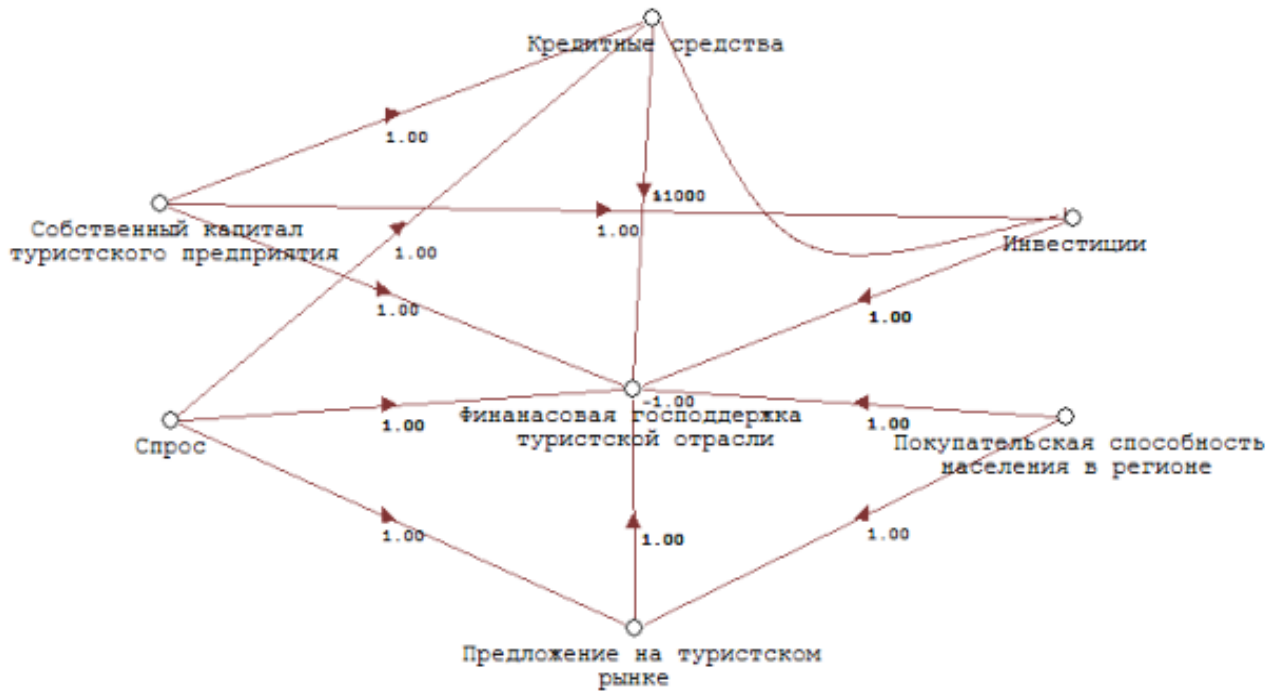 Кредитные средства
1.00
1.00
Собственный капитал
туристского предприятия
1.00
1.00
Инвестиции
1.00
1.00
-1.00
Финанасовая господдержка
туристской отрасли
1.00
Спрос
1.00
Покупательская способность
населения в регионе
1.00
1.00
1.00
Предложение на туристском
рынке